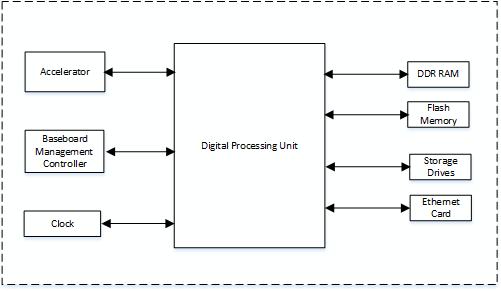 Accelerator
Baseboard
Management
Controller
Clock
Digital Processing Unit
DDR RAM
Flash
Memory
Storage
Drives
Ethernet
Card